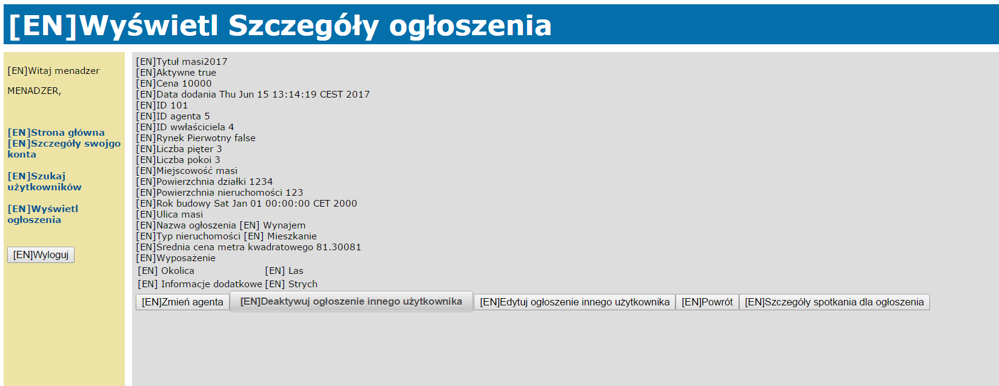 [EN]Wyświetl Szczegóły ogłoszenia
[EN]Witaj menadzer
MENADZER,
[EN]Strona główna
[EN]Szczegóły swojgo
konta
[EN]Szukaj
użytkowników
[EN]Wyświetl
ogłoszenia
[EN]Wyloguj
[EN]Tytuł masi2017
[EN]Aktywne true
[EN]Cena 10000
[EN]Data dodania Thu Jun 15 13:14:19 CEST 2017
[EN]ID 101
[EN]ID agenta 5
[EN]ID wwłaściciela 4
[EN]Rynek Pierwotny false
[EN]Liczba pięter 3
[EN]Liczba pokoi 3
[EN]Miejscowość masi
[EN]Powierzchnia działki 1234
[EN]Powierzchnia nieruchomości 123
[EN]Rok budowy Sat Jan 01 00:00:00 CET 2000
[EN]Ulica masi
[EN]Nazwa ogłoszenia [EN] Wynajem
[EN]Typ nieruchomości [EN] Mieszkanie
[EN]Średnia cena metra kwadratowego 81.30081
[EN]Wyposażenie
[EN] Okolica [EN] Las
[EN] Informacje dodatkowe [EN] Strych
[EN]Zmień agenta [EN]Deaktywuj ogłoszenie innego użytkownika [EN]Edytuj ogłoszenie innego użytkownika [EN]Powrót [EN]Szczegóły spotkania dla ogłoszenia